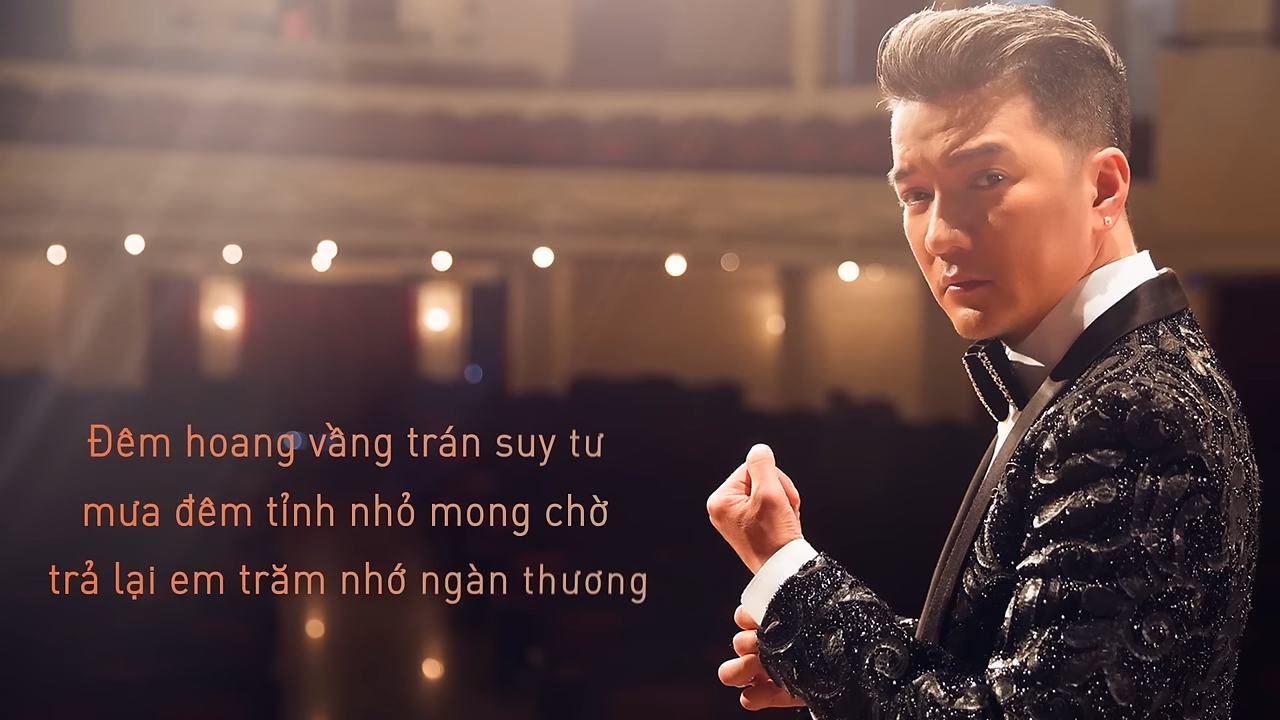 Đêm hoang vầng trán suy tư
mưa đêm tỉnh nhỏ mong chờ
trả lại em trăm nhớ ngàn thương